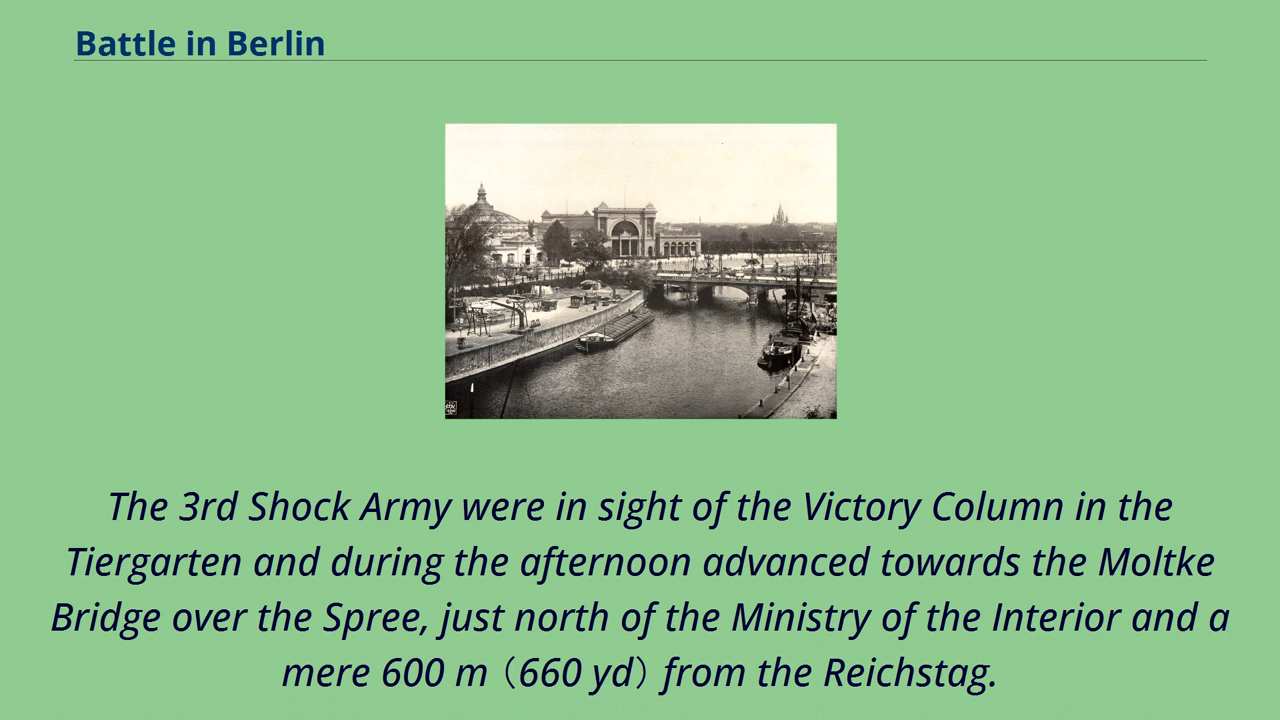 Battle in Berlin
The 3rd Shock Army were in sight of the Victory Column in the
Tiergarten and during the afternoon advanced towards the Moltke
Bridge over the Spree, just north of the Ministry of the Interior and a
mere 600 m（660 yd）from the Reichstag.